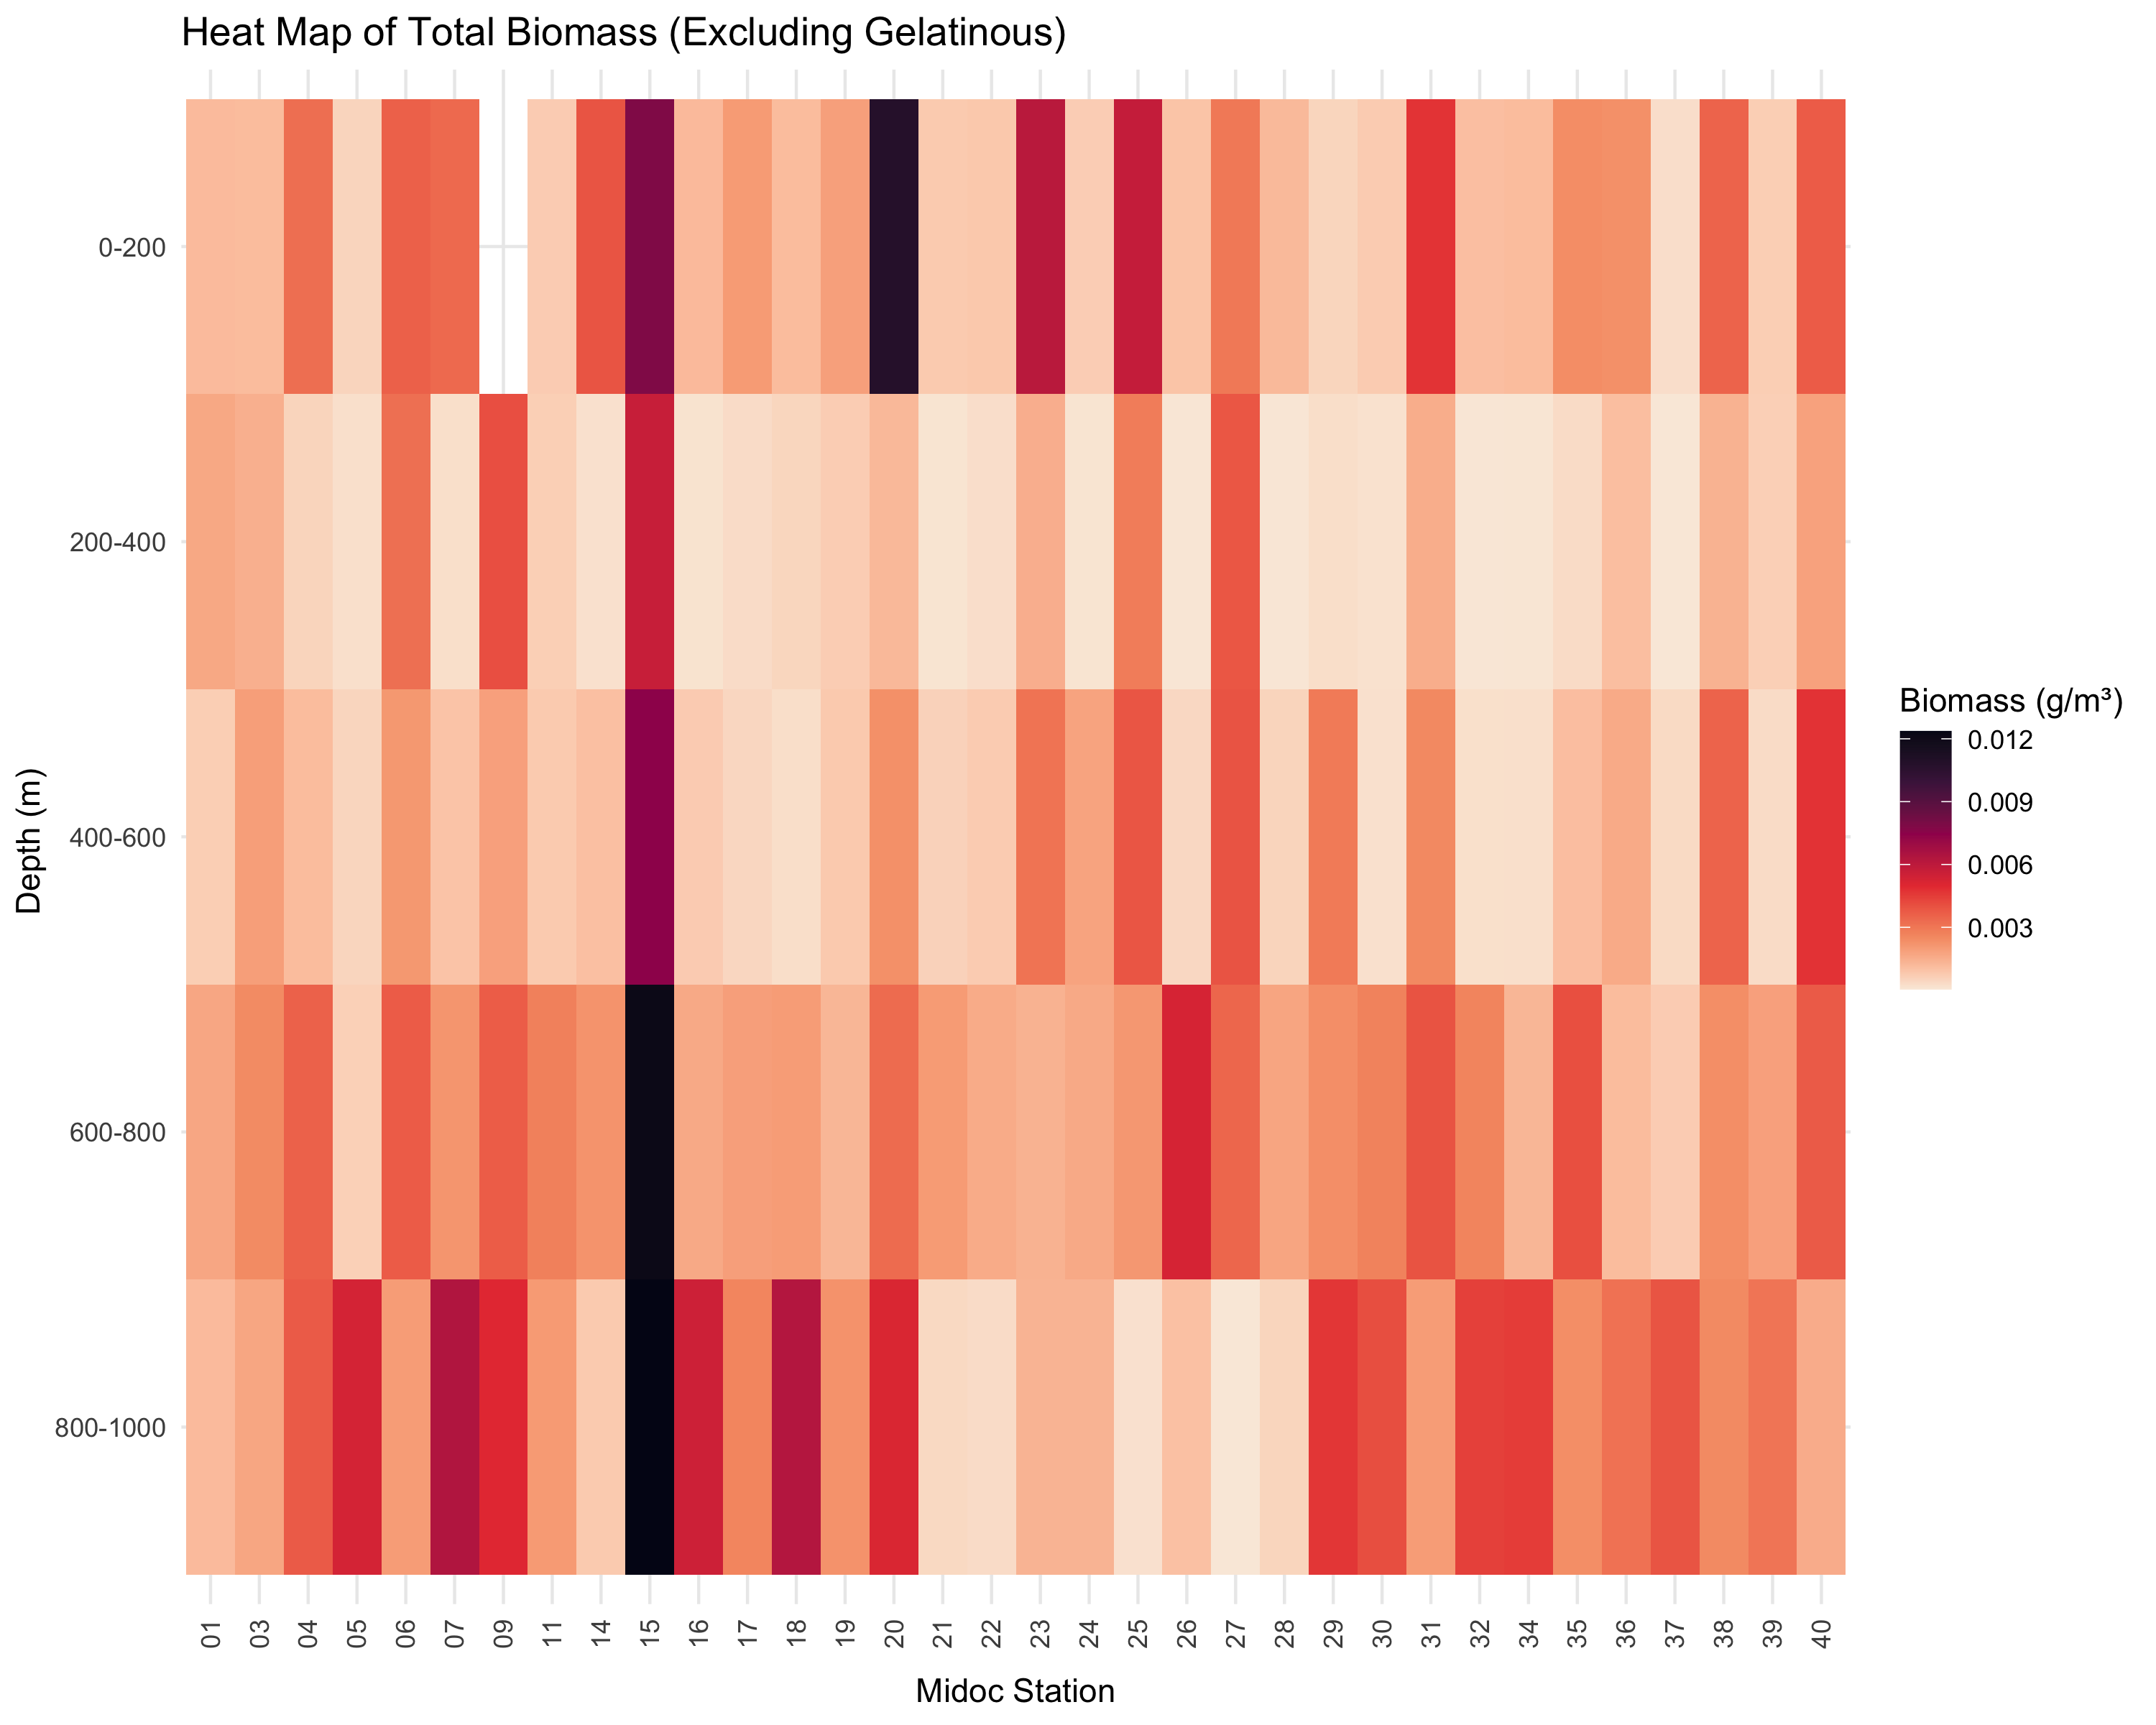 Heat Map of Total Biomass (Excluding Gelatinous)
0-200
200-400
400-600
600-800
800-1000
Depth (m)
01 03 04 05 06 07 09 11 14 15 16 17 18 19 20 21 22 23 24 25 26 27 28 29 30 31 32 34 35 36 37 38 39 40
Midoc Station
Biomass (g/m³)
0.012
0.009
0.006
0.003